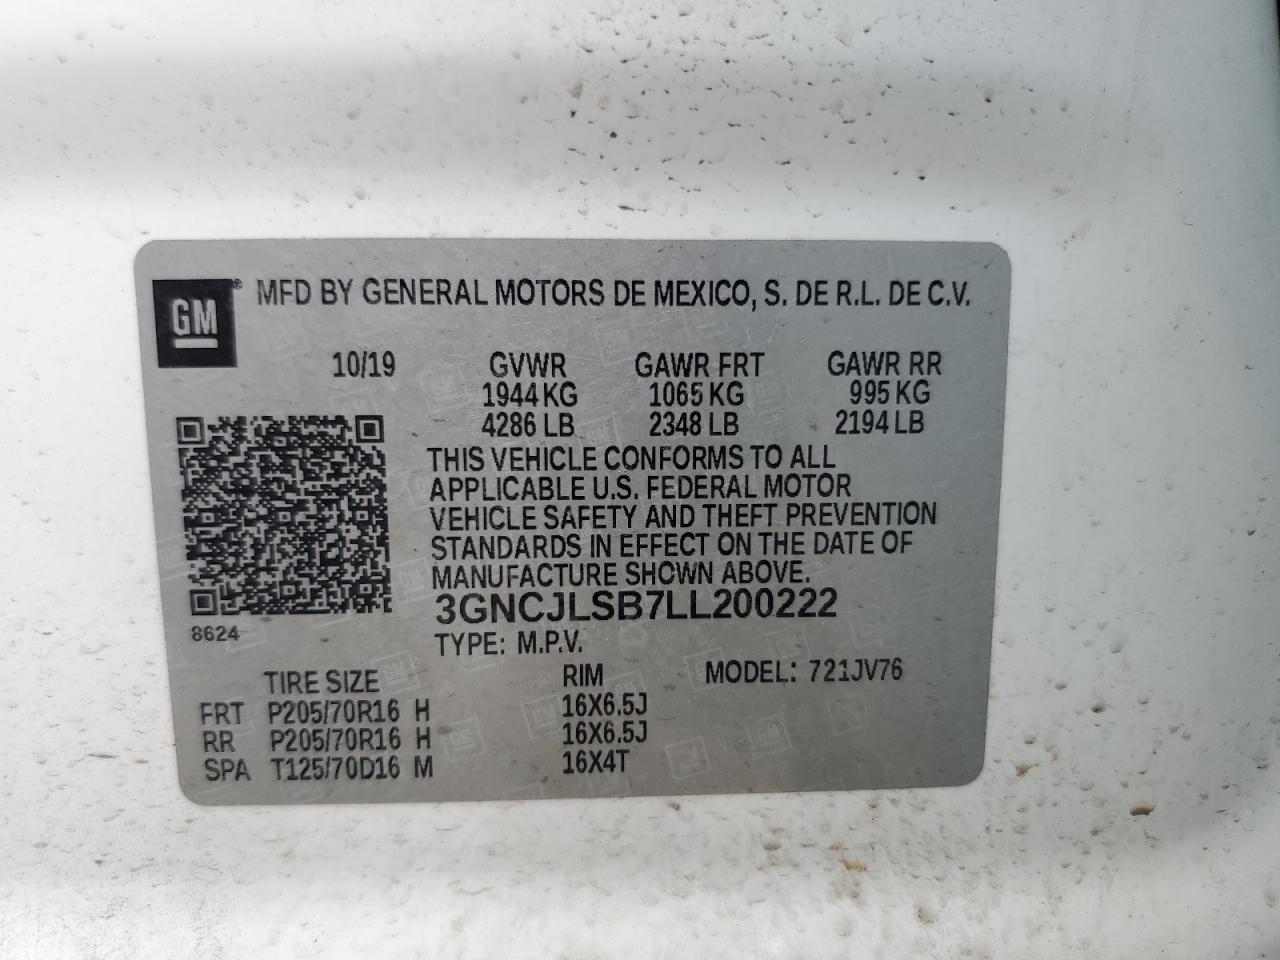 GM ® MFD BY GENERAL MOTORS DE MEXICO, S. DE R.L. DE C.V.
10/19 GVWR GAWR FRT GAWR RR
1944 KG 1065 KG 995 KG
4286 LB 2348 LB 2194 LB
THIS VEHICLE CONFORMS TO ALL
APPLICABLE U.S. FEDERAL MOTOR
VEHICLE SAFETY AND THEFT PREVENTION
STANDARDS IN EFFECT ON THE DATE OF
MANUFACTURE SHOWN ABOVE.
3GNCJLSB7LL200222
8624
TYPE: M.P.V.
TIRE SIZE RIM MODEL: 721JV76
FRT P205/70R16 H 16X6.5J
RR P205/70R16 H 16X6.5J
SPA T125/70D16 M 16X4T